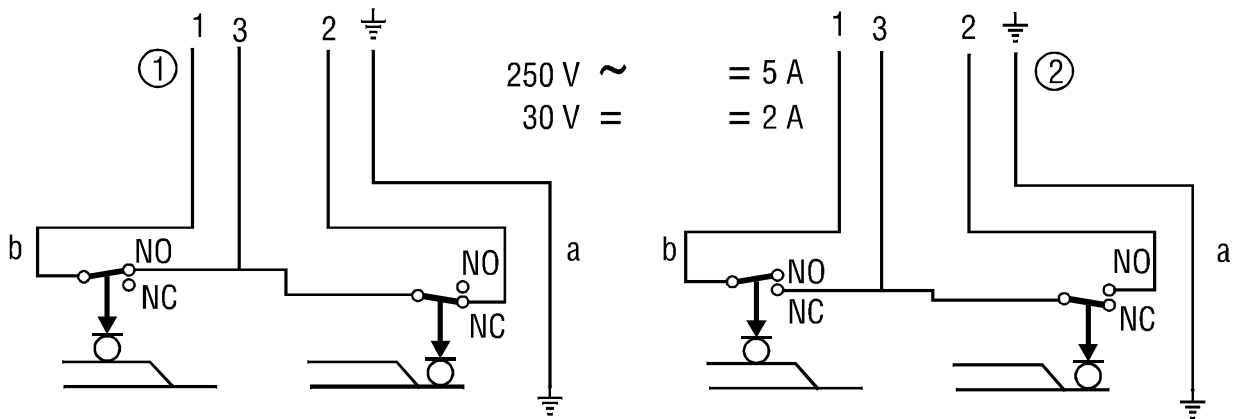 1 3 2
①
250 V ~ = 5 A
30 V = = 2 A
b
NO
NC
NO
NC
a
1 3 2
②
b
NO
NC
NO
NC
a